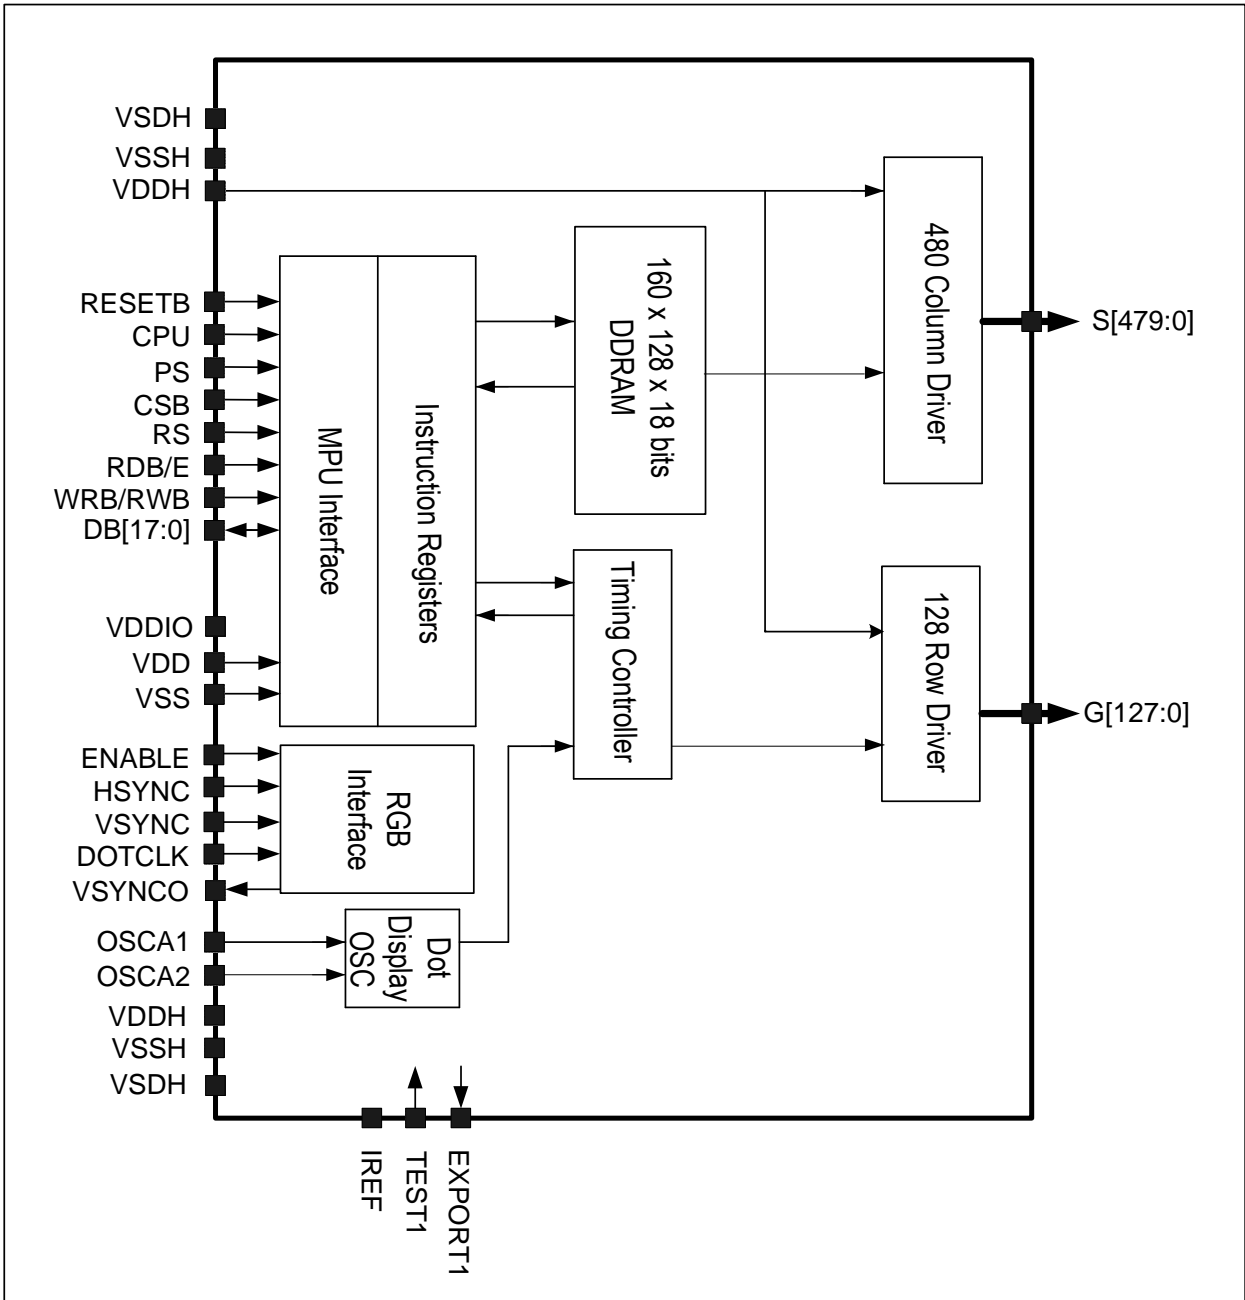 VSDH
VSSH
VDDH
RESETB
CPU
PS
CSB
RS
RDB/E
WRB/RWB
DB[17:0]
VDDIO
VDD
VSS
ENABLE
HSYNC
VSYNC
DOTCLK
VSYNCO
OSCA1
OSCA2
VDDH
VSSH
VSDH
MPU Interface
Instruction Registers
RGB
Interface
Dot
Display
OSC
160 x 128 x 18 bits
DDRAM
Timing Controller
480 Column Driver
128 Row Driver
S[479:0]
G[127:0]
IREF
TEST1
EXPORT1